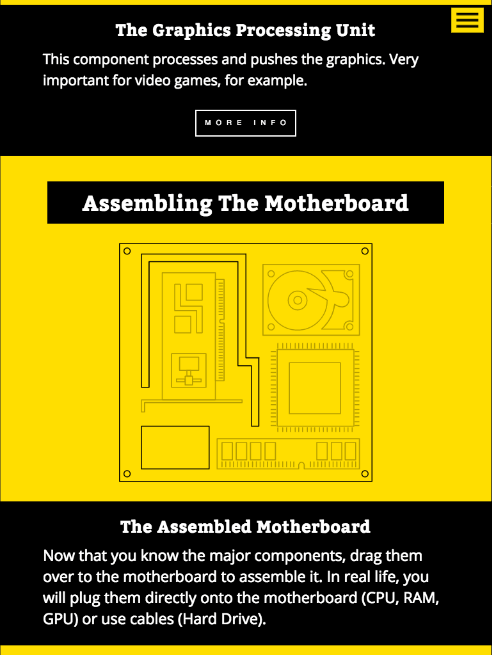 The Graphics Processing Unit
This component processes and pushes the graphics. Very
important for video games, for example.
MORE INFO
Assembling The Motherboard
The Assembled Motherboard
Now that you know the major components, drag them
over to the motherboard to assemble it. In real life, you
will plug them directly onto the motherboard (CPU, RAM,
GPU) or use cables (Hard Drive).